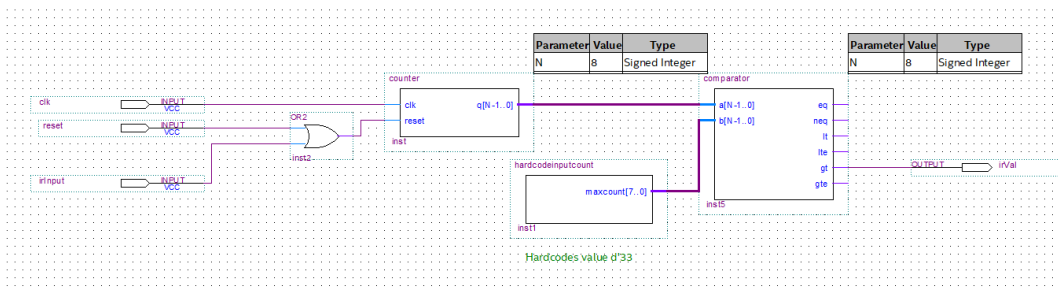 Parameter Value Type
N 8 Signed Integer
Parameter Value Type
N 8 Signed Integer
counter
comparator
clk
INPUT
VCC
clk
q[N-1..0]
a[N-1..0]
eq
reset
INPUT
VCC
OR2
reset
b[N-1..0]
neq
lt
inst
lte
inst2
hardcodeinputcount
gt
OUTPUT
irVal
irInput
INPUT
VCC
maxcount[7..0]
gte
inst5
inst1
Hardcodes value d'33